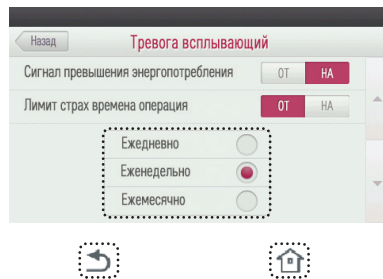 Назад Тревога всплывающий
Сигнал превышения энергопотребления ОТ НА
Лимит страх времена операция ОТ НА
Ежедневно
Еженедельно
Ежемесячно